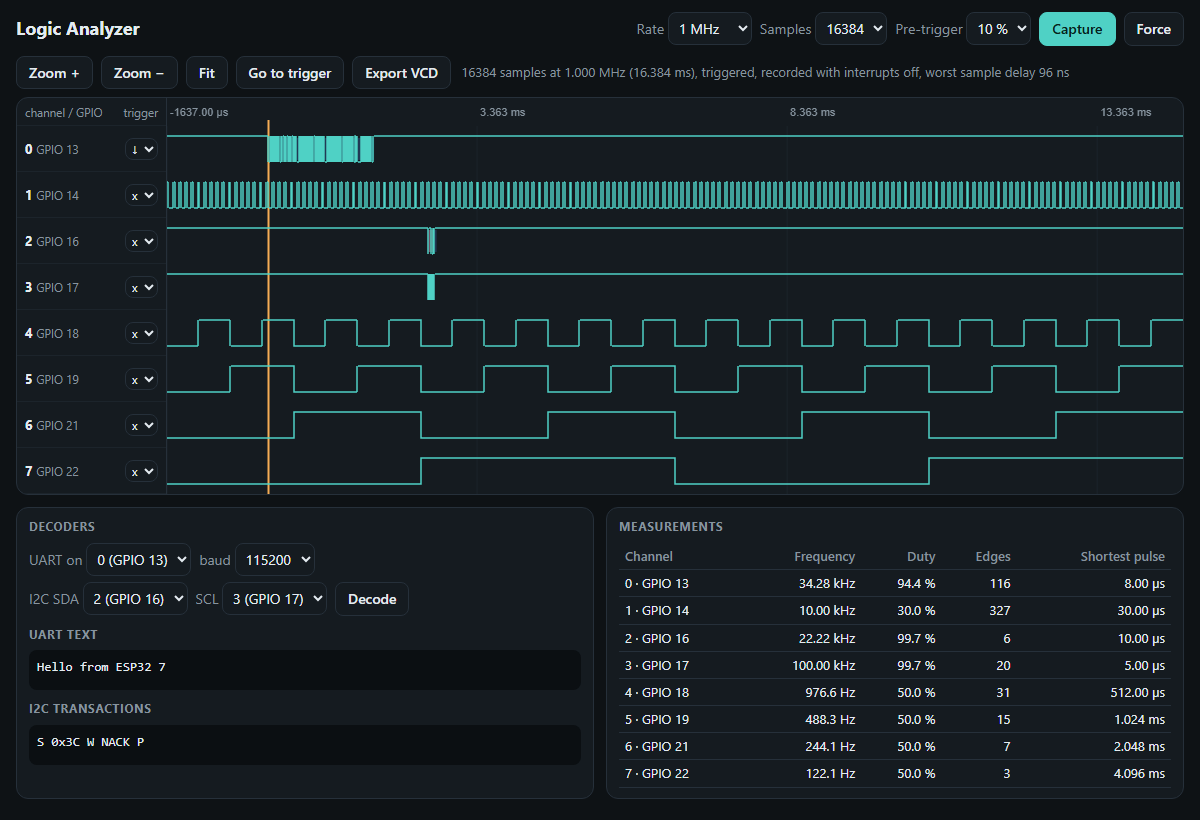 Logic Analyzer Rate 1 MHz Samples 16384 Pre-trigger 10 % Capture Force
Zoom + Zoom − Fit Go to trigger Export VCD 16384 samples at 1.000 MHz (16.384 ms), triggered, recorded with interrupts off, worst sample delay 96 ns
channel / GPIO trigger -1637.00 µs 3.363 ms 8.363 ms 13.363 ms
0 GPIO 13 ↓
1 GPIO 14 x
2 GPIO 16 x
3 GPIO 17 x
4 GPIO 18 x
5 GPIO 19 x
6 GPIO 21 x
7 GPIO 22 x
DECODERS
UART on 0 (GPIO 13) baud 115200
I2C SDA 2 (GPIO 16) SCL 3 (GPIO 17) Decode
UART TEXT
Hello from ESP32 7
I2C TRANSACTIONS
S 0x3C W NACK P
MEASUREMENTS
Channel Frequency Duty Edges Shortest pulse
0 · GPIO 13 34.28 kHz 94.4 % 116 8.00 µs
1 · GPIO 14 10.00 kHz 30.0 % 327 30.00 µs
2 · GPIO 16 22.22 kHz 99.7 % 6 10.00 µs
3 · GPIO 17 100.00 kHz 99.7 % 20 5.00 µs
4 · GPIO 18 976.6 Hz 50.0 % 31 512.00 µs
5 · GPIO 19 488.3 Hz 50.0 % 15 1.024 ms
6 · GPIO 21 244.1 Hz 50.0 % 7 2.048 ms
7 · GPIO 22 122.1 Hz 50.0 % 3 4.096 ms